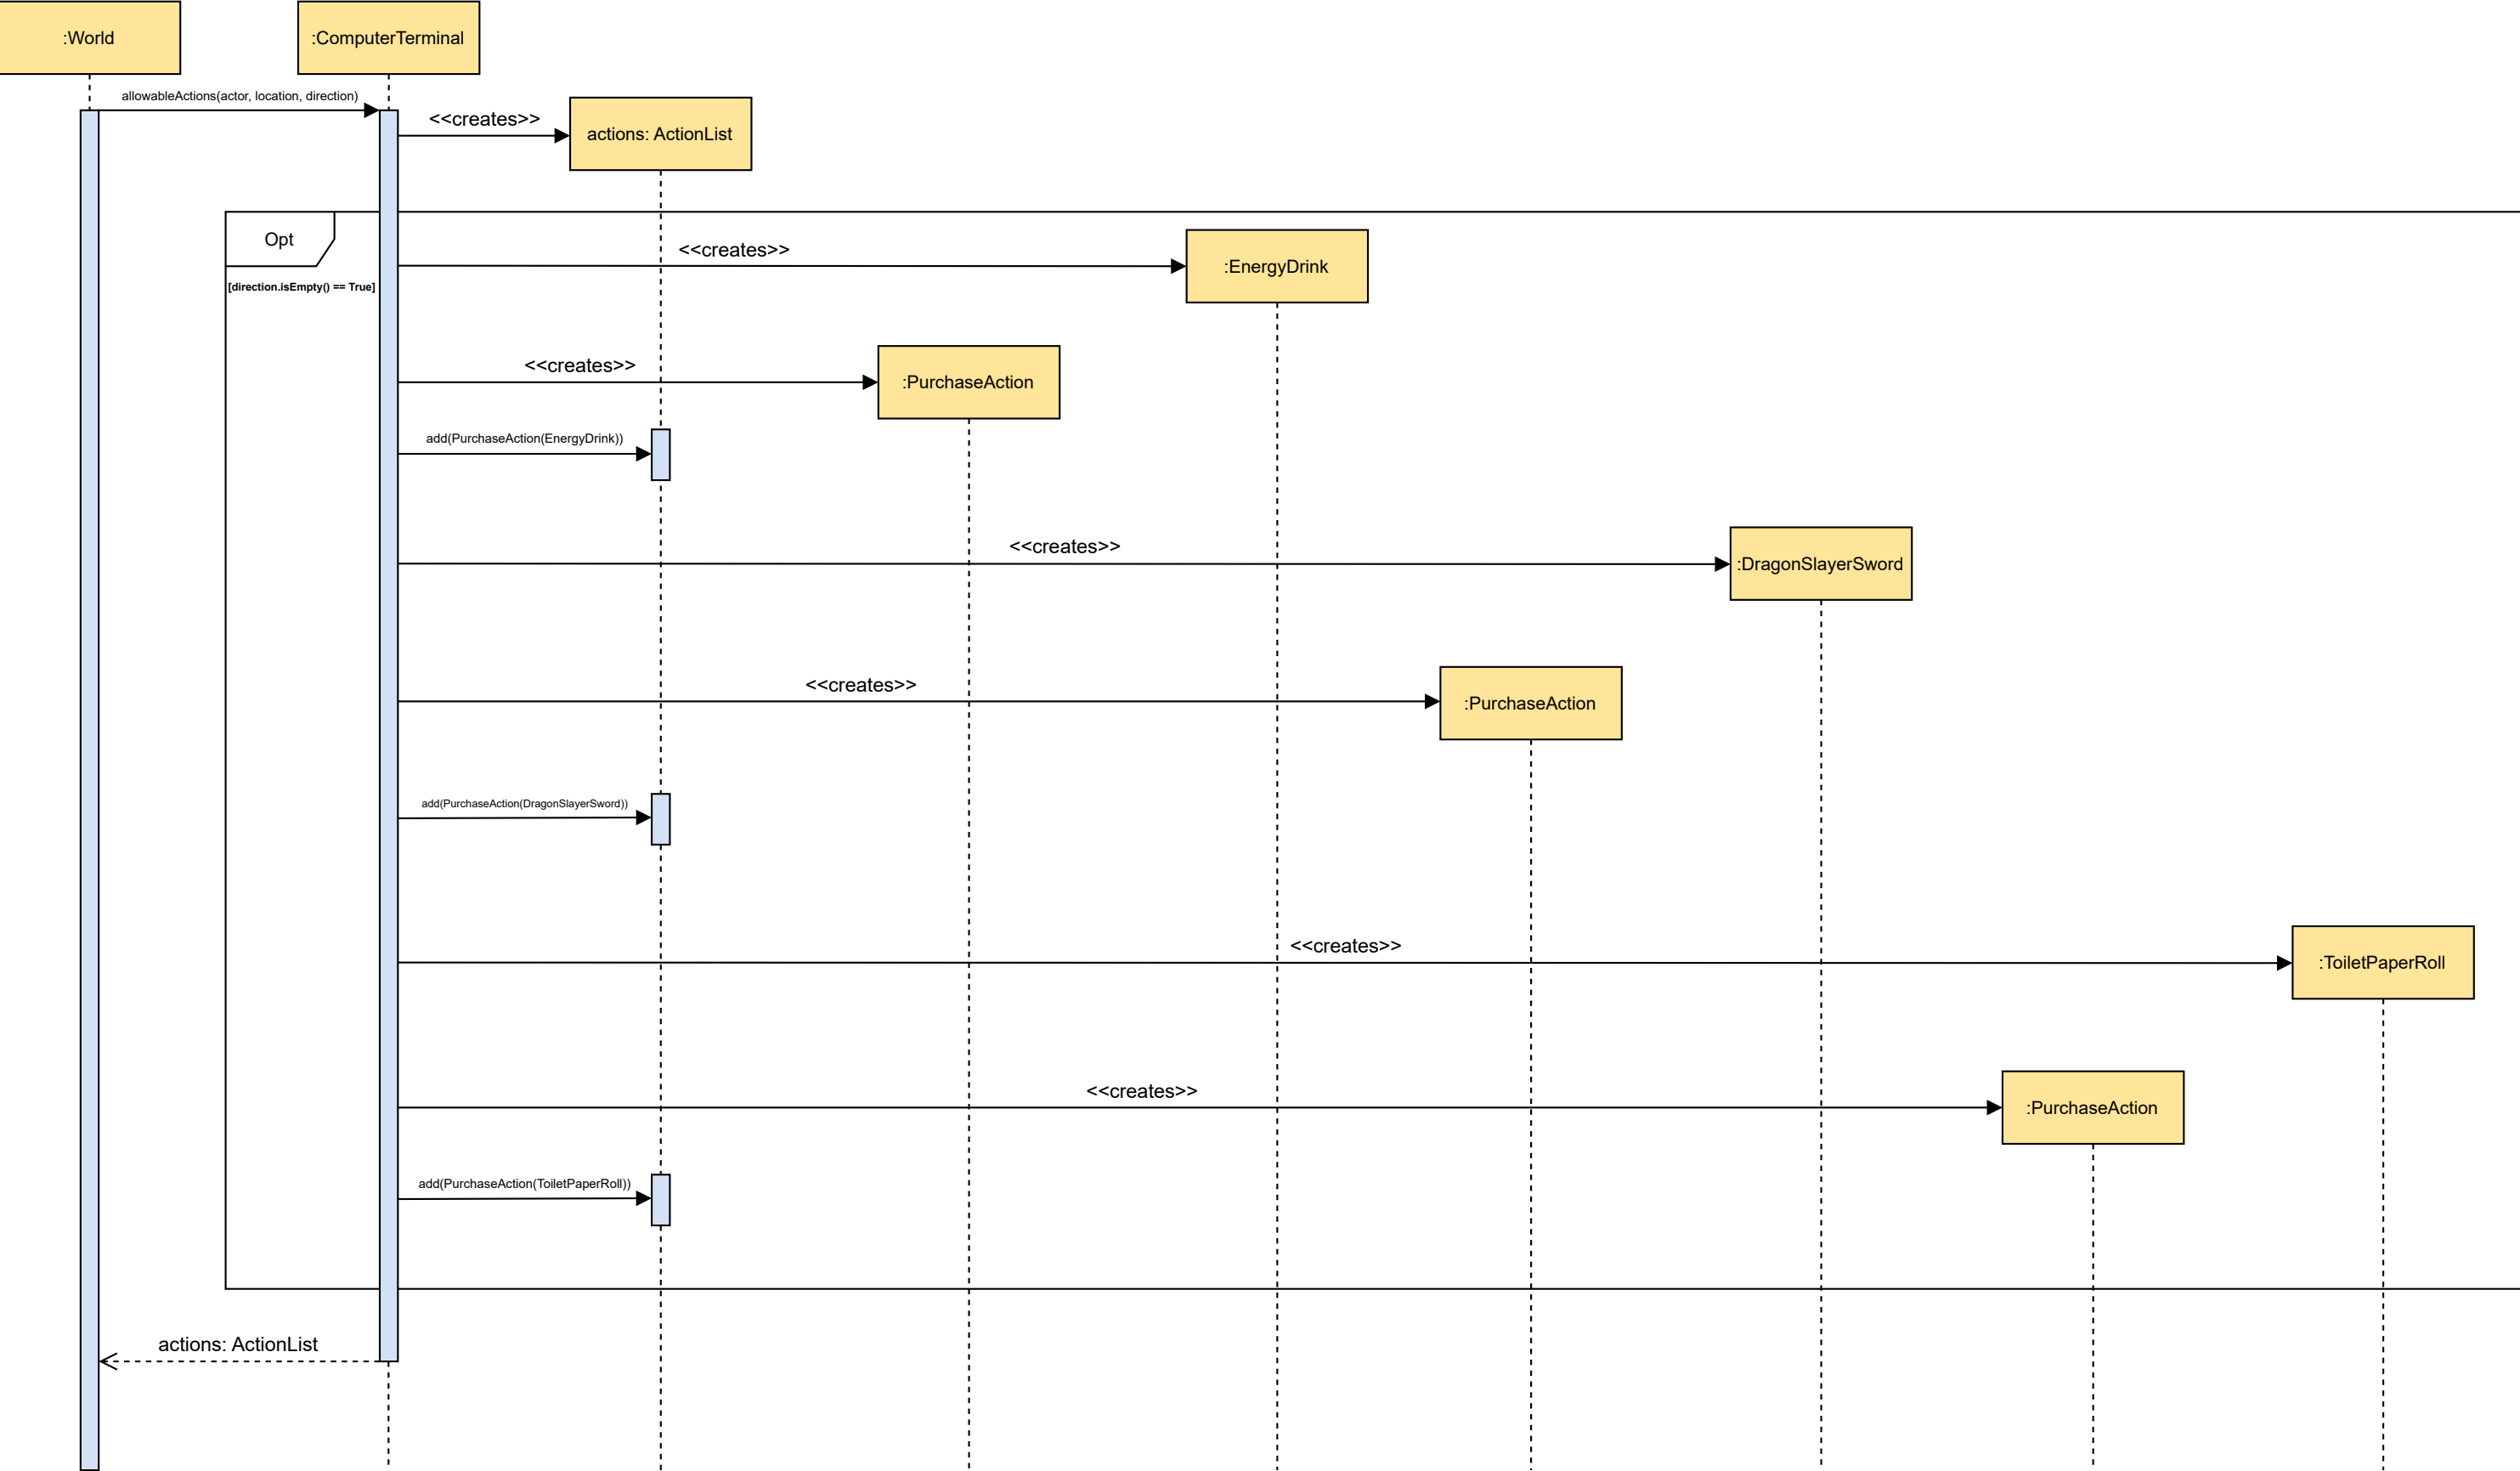 :World
:ComputerTerminal
allowableActions(actor, location, direction)
<<creates>>
actions: ActionList
Opt
[direction.isEmpty() == True]
<<creates>>
:EnergyDrink
<<creates>>
:PurchaseAction
add(PurchaseAction(EnergyDrink))
<<creates>>
:DragonSlayerSword
<<creates>>
:PurchaseAction
add(PurchaseAction(DragonSlayerSword))
<<creates>>
:ToiletPaperRoll
<<creates>>
:PurchaseAction
add(PurchaseAction(ToiletPaperRoll))
actions: ActionList